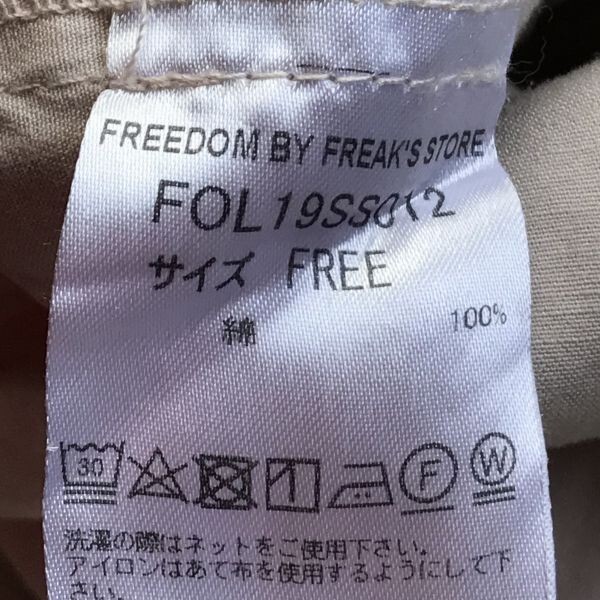 FREEDOM BY FREAK'S STORE
FOL19SS012
サイズ FREE
綿 100%
30 F W
洗濯の際はネットをご使用下さい。
アイロンはあて布を使用するようにして下
さい。